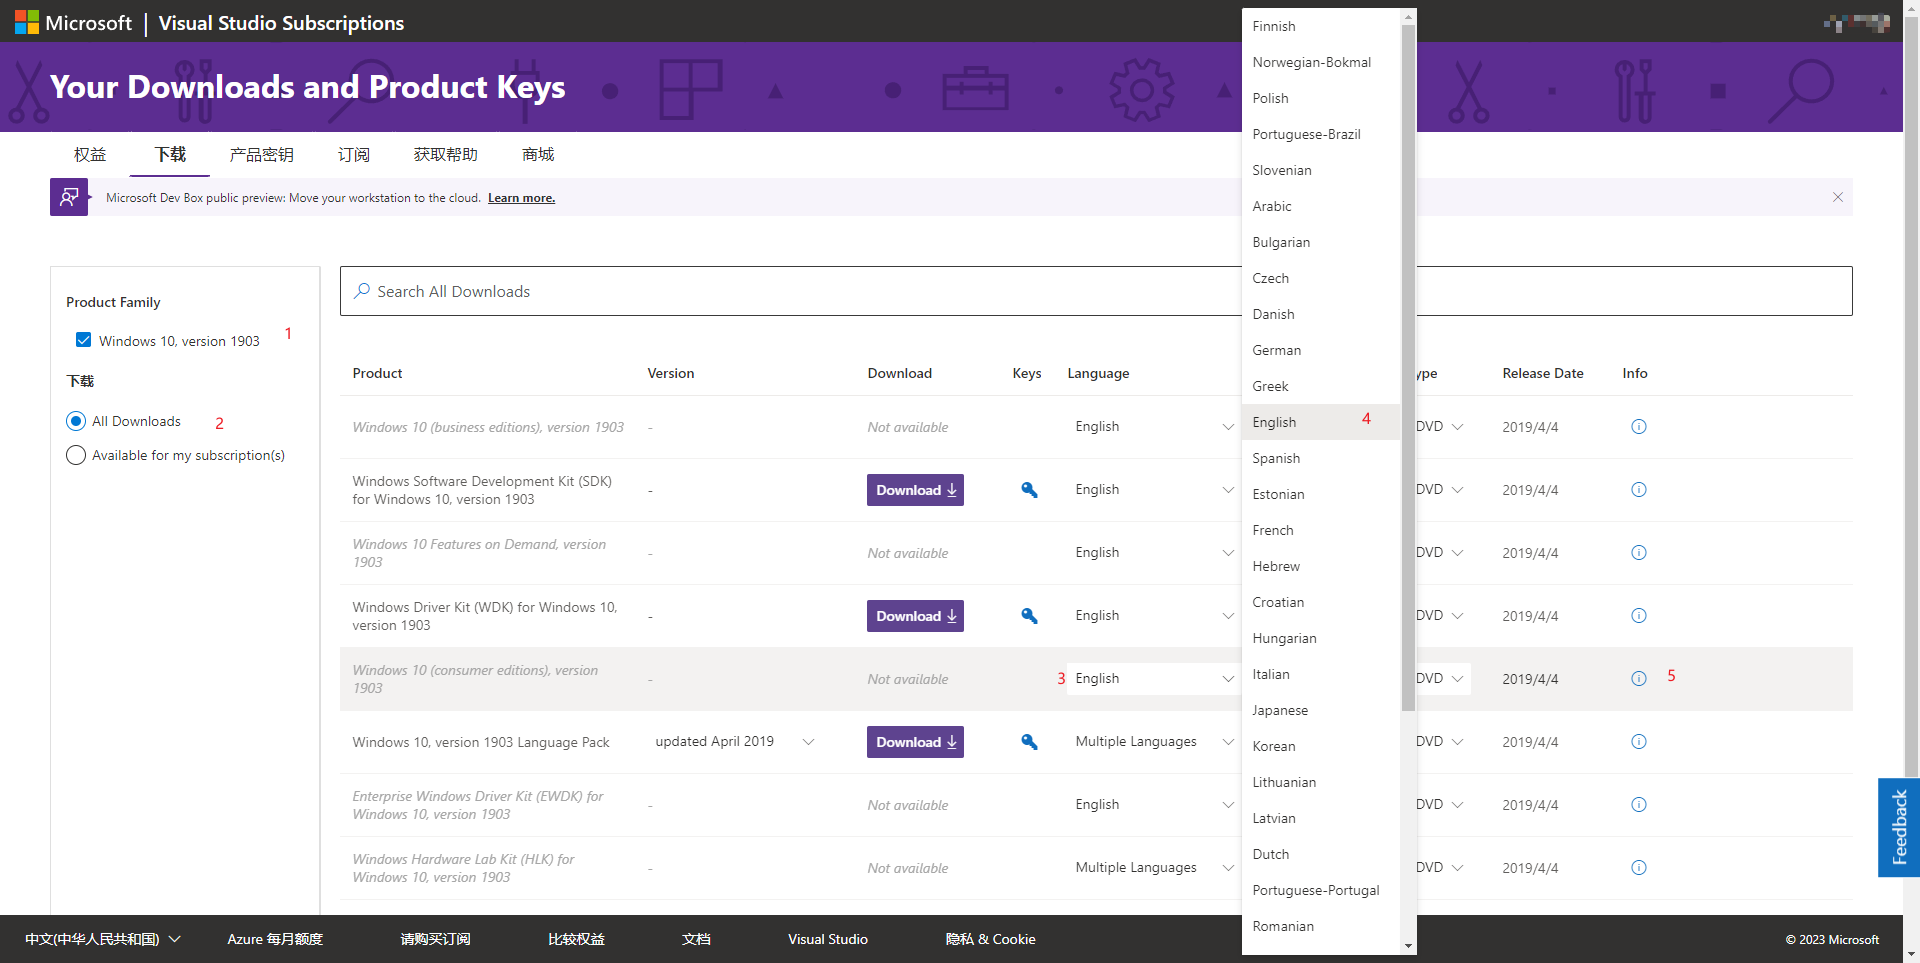 Microsoft | Visual Studio Subscriptions
Your Downloads and Product Keys
权益 下载 产品密钥 订阅 获取帮助 商城
Microsoft Dev Box public preview: Move your workstation to the cloud. Learn more.
Product Family
Windows 10, version 1903 1
下载
All Downloads 2
Available for my subscription(s)
Search All Downloads
Product Version Download Keys Language ype Release Date Info
Windows 10 (business editions), version 1903 - Not available English DVD 2019/4/4
Windows Software Development Kit (SDK)
for Windows 10, version 1903 - Download English DVD 2019/4/4
Windows 10 Features on Demand, version
1903 - Not available English DVD 2019/4/4
Windows Driver Kit (WDK) for Windows 10,
version 1903 - Download English DVD 2019/4/4
Windows 10 (consumer editions), version
1903 - Not available 3 English DVD 2019/4/4 5
Windows 10, version 1903 Language Pack updated April 2019 Download Multiple Languages DVD 2019/4/4
Enterprise Windows Driver Kit (EWDK) for
Windows 10, version 1903 - Not available English DVD 2019/4/4
Windows Hardware Lab Kit (HLK) for
Windows 10, version 1903 - Not available Multiple Languages DVD 2019/4/4
Finnish
Norwegian-Bokmal
Polish
Portuguese-Brazil
Slovenian
Arabic
Bulgarian
Czech
Danish
German
Greek
English 4
Spanish
Estonian
French
Hebrew
Croatian
Hungarian
Italian
Japanese
Korean
Lithuanian
Latvian
Dutch
Portuguese-Portugal
Romanian
Feedback
中文(中华人民共和国) Azure 每月额度 请购买订阅 比较权益 文档 Visual Studio 隐私 & Cookie © 2023 Microsoft